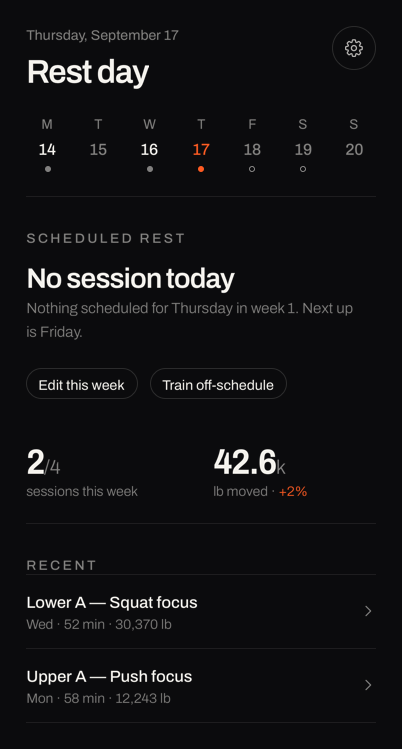 Thursday, September 17
Rest day
M T W T F S S
14 15 16 17 18 19 20
SCHEDULED REST
No session today
Nothing scheduled for Thursday in week 1. Next up
is Friday.
Edit this week Train off-schedule
2/4 42.6k
sessions this week lb moved · +2%
RECENT
Lower A — Squat focus
Wed · 52 min · 30,370 lb
Upper A — Push focus
Mon · 58 min · 12,243 lb